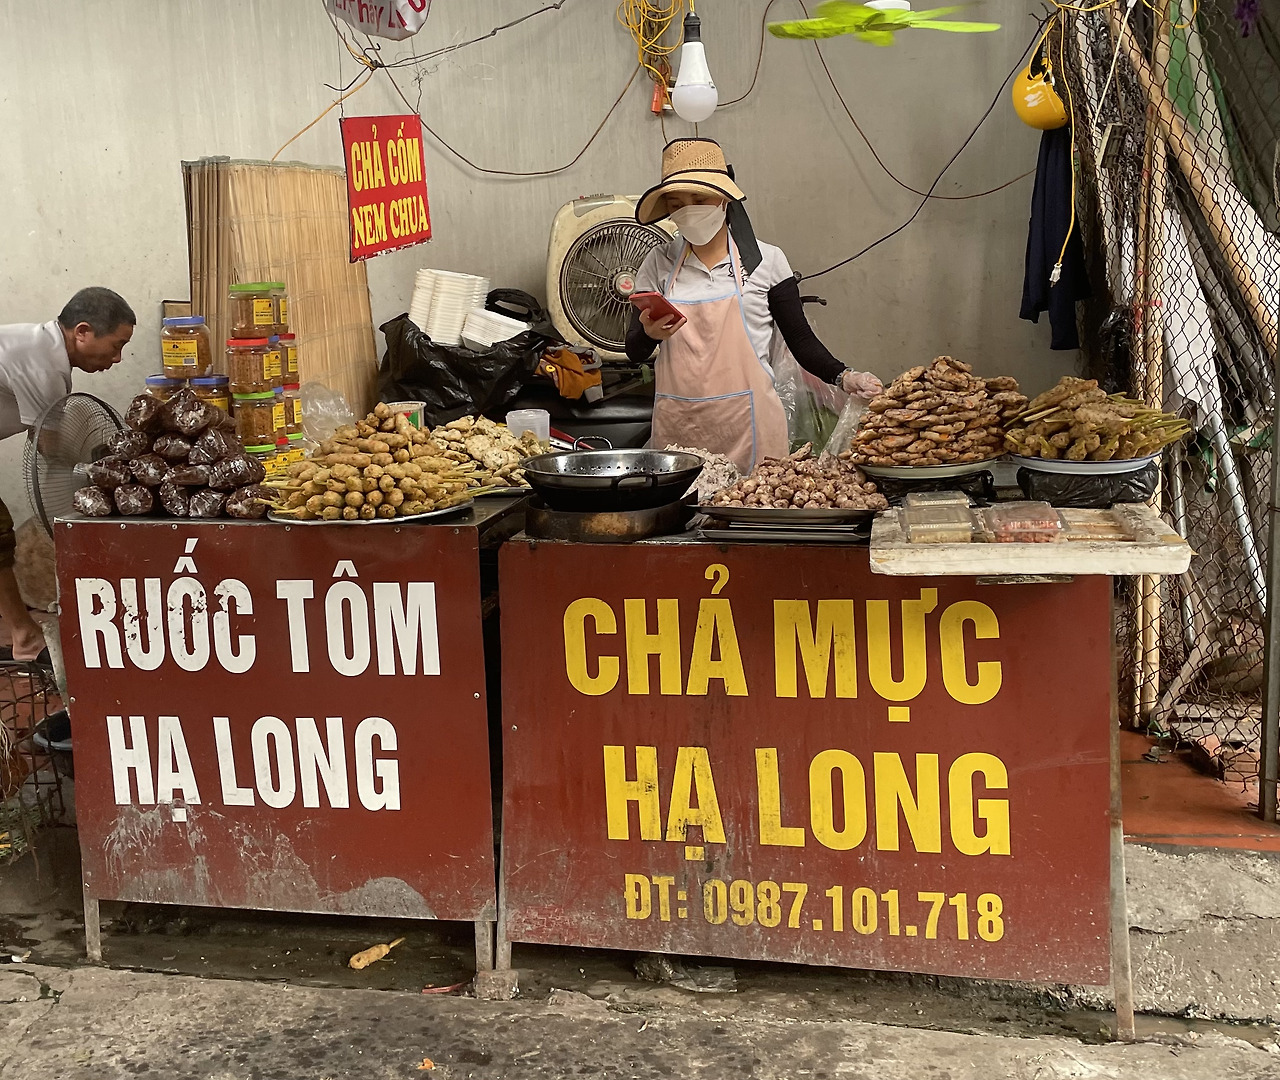 CHẢ CỐM
NEM CHUA
RUỐC TÔM
HẠ LONG
CHẢ MỰC
HẠ LONG
ĐT: 0987.101.718